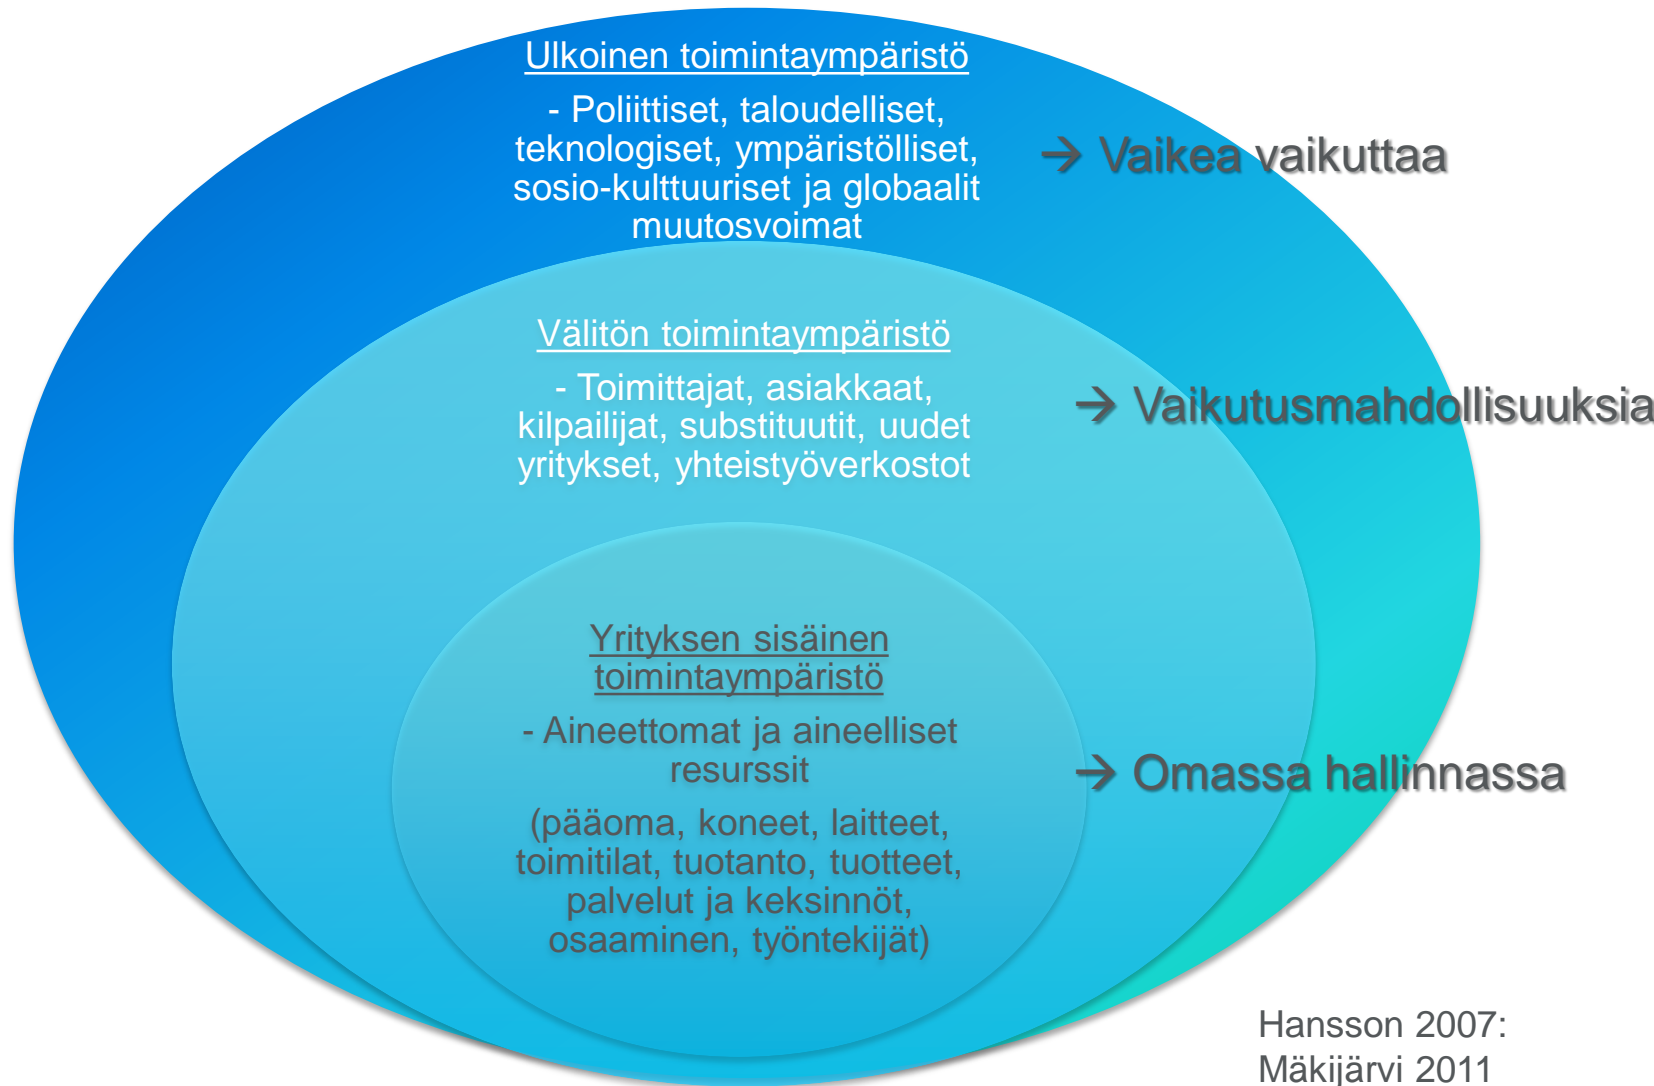 Ulkoinen toimintaympäristö
- Poliittiset, taloudelliset,
teknologiset, ympäristölliset,
sosio-kulttuuriset ja globaalit
muutosvoimat
→ Vaikea vaikuttaa
Välitön toimintaympäristö
- Toimittajat, asiakkaat,
kilpailijat, substituutit, uudet
yritykset, yhteistyöverkostot
→ Vaikutusmahdollisuuksia
Yrityksen sisäinen
toimintaympäristö
- Aineettomat ja aineelliset
resurssit
(pääoma, koneet, laitteet,
toimitilat, tuotanto, tuotteet,
palvelut ja keksinnöt,
osaaminen, työntekijät)
→ Omassa hallinnassa
Hansson 2007:
Mäkijärvi 2011